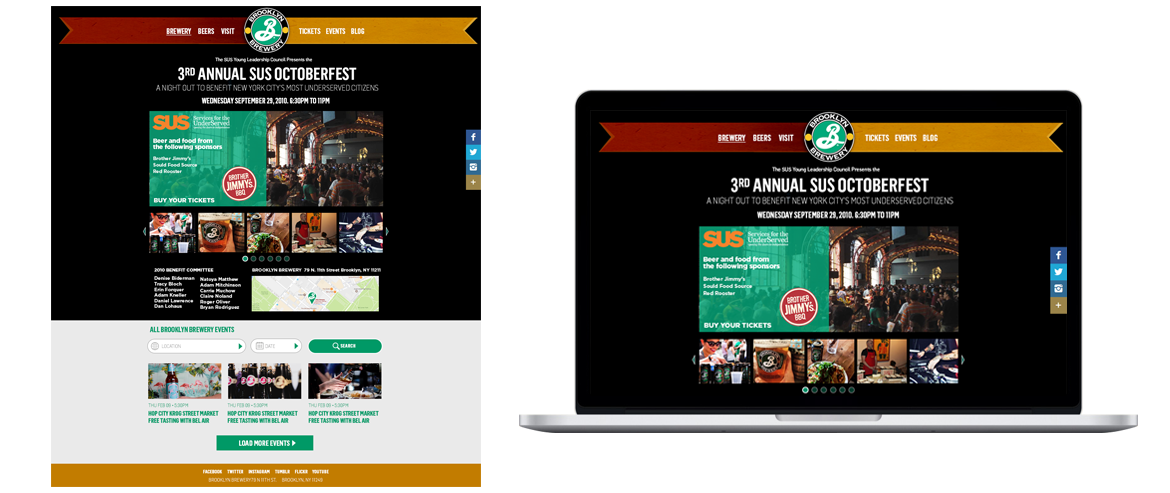 BREWERY BEERS VISIT
BROOKLYN
B
BREWERY
TICKETS EVENTS BLOG
The SUS Young Leadership Council Presents the
3RD ANNUAL SUS OCTOBERFEST
A NIGHT OUT TO BENEFIT NEW YORK CITY'S MOST UNDERSERVED CITIZENS
WEDNESDAY SEPTEMBER 29, 2010. 6:30PM TO 11PM
SUS Services for the
UnderServed
Beer and food from
the following sponsors
Brother Jimmy's
Sould Food Source
Red Rooster
BROTHER
JIMMY'S
BBQ
BUY YOUR TICKETS
2010 BENEFIT COMMITTEE
Denise Biderman
Tracy Bloch
Erin Forquer
Adam Kneller
Daniel Lawrence
Dan Lohaus
Natoya Matthew
Adam Mitchinson
Carrie Muchow
Claire Noland
Roger Oliver
Bryan Rodriguez
BROOKLYN BREWERY 79 N. 11th Street Brooklyn, NY 11211
ALL BROOKLYN BREWERY EVENTS
LOCATION
DATE
SEARCH
THU FEB 08 • 5:30PM
HOP CITY KROG STREET MARKET
FREE TASTING WITH BEL AIR
THU FEB 08 • 5:30PM
HOP CITY KROG STREET MARKET
FREE TASTING WITH BEL AIR
THU FEB 08 • 5:30PM
HOP CITY KROG STREET MARKET
FREE TASTING WITH BEL AIR
LOAD MORE EVENTS
FACEBOOK TWITTER INSTAGRAM TUMBLR FLICKR YOUTUBE
BROOKLYN BREWERY79 N 11TH ST. BROOKLYN, NY 11249
BREWERY BEERS VISIT
BROOKLYN
B
BREWERY
TICKETS EVENTS BLOG
The SUS Young Leadership Council Presents the
3RD ANNUAL SUS OCTOBERFEST
A NIGHT OUT TO BENEFIT NEW YORK CITY'S MOST UNDERSERVED CITIZENS
WEDNESDAY SEPTEMBER 29, 2010. 6:30PM TO 11PM
SUS Services for the
UnderServed
Beer and food from
the following sponsors
Brother Jimmy's
Sould Food Source
Red Rooster
BROTHER
JIMMY'S
BBQ
BUY YOUR TICKETS